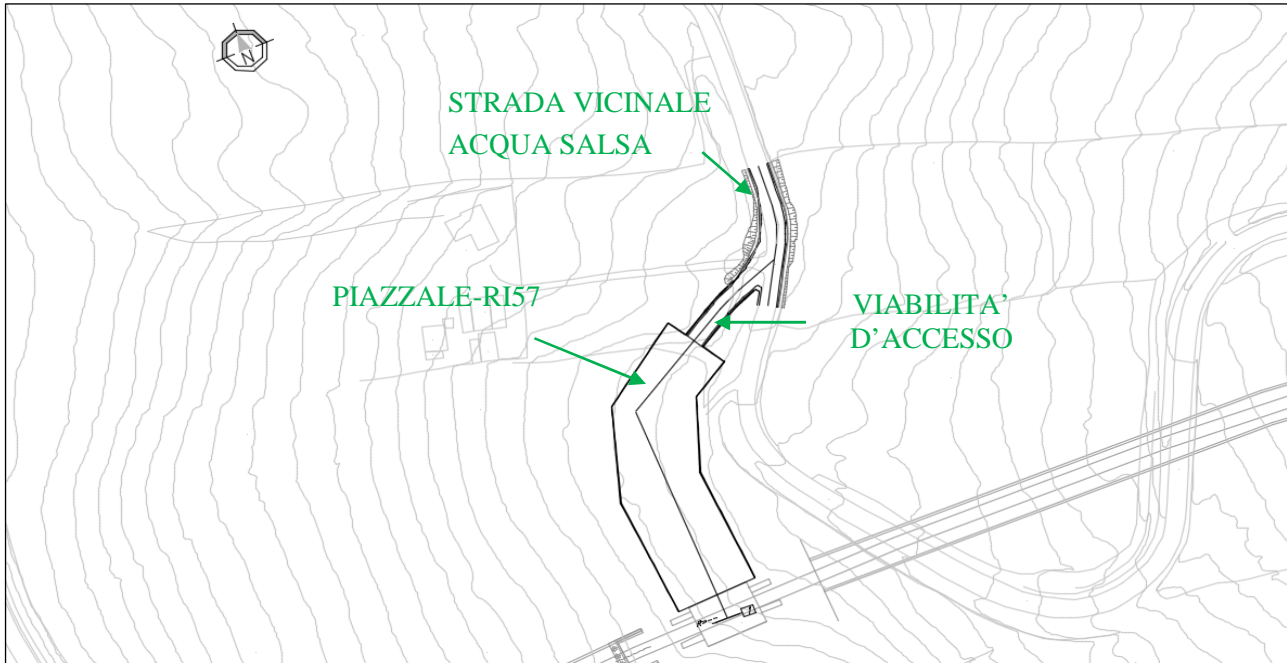 N
STRADA VICINALE
ACQUA SALSA
PIAZZALE-RI57
VIABILITA’
D’ACCESSO